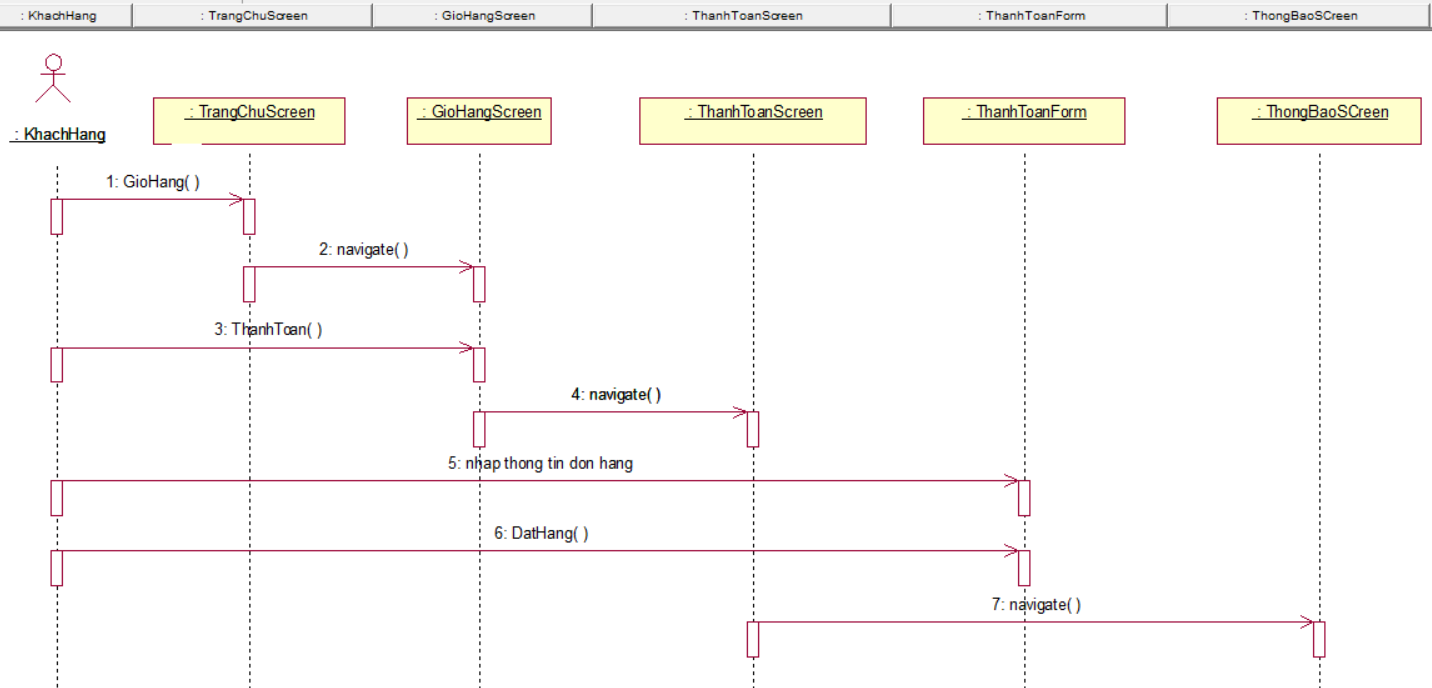 : KhachHang
: TrangChuScreen
: GioHangScreen
: ThanhToanScreen
: ThanhToanForm
: ThongBaoSCreen
: KhachHang
: TrangChuScreen
: GioHangScreen
: ThanhToanScreen
: ThanhToanForm
: ThongBaoSCreen
1: GioHang( )
2: navigate( )
3: ThanhToan( )
4: navigate( )
5: nhap thong tin don hang
6: DatHang( )
7: navigate( )